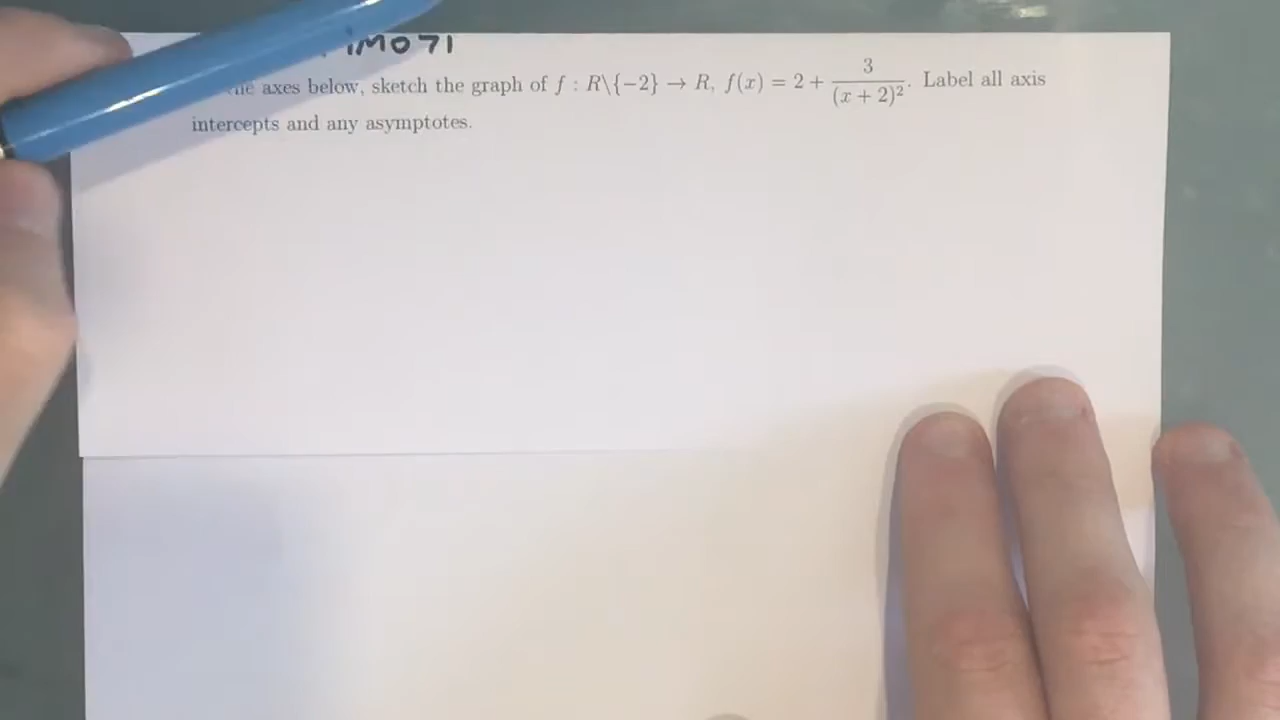 1M071
axes below, sketch the graph of f : R\{−2} → R, f(x) = 2 + 3/(x + 2)². Label all axis
intercepts and any asymptotes.